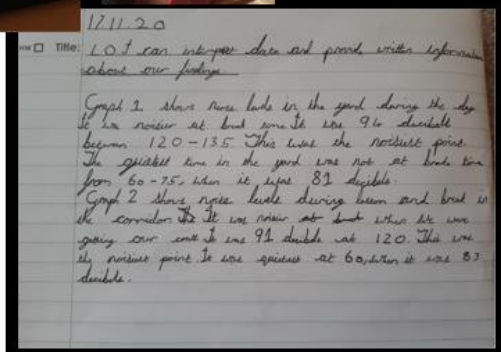 17.11.20
HW Title: LO I can interpret data and provide written information
about our findings.
Graph 1 shows noise levels in the yard during the day
It was noisier at break time It was 96 decibels
between 120-135. This was the noisiest point.
The quietest time in the yard was not at break time
from 60-75, when it was 81 decibels.
Graph 2 shows noise levels during lesson and break in
the corridor It was noisier when we were
getting our It was 91 decibels at 120. This was
the noisiest point. It was quietest at 60, when it was 83
decibels.